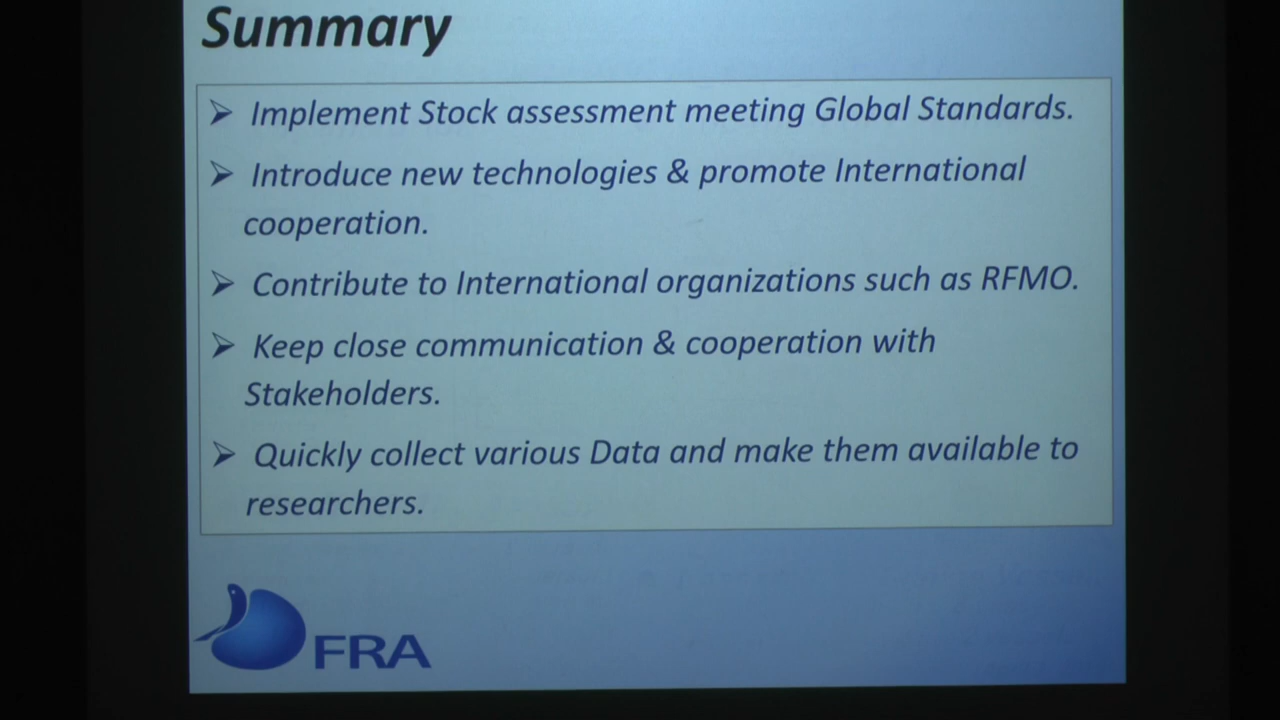 Summary
➢ Implement Stock assessment meeting Global Standards.
➢ Introduce new technologies & promote International
cooperation.
➢ Contribute to International organizations such as RFMO.
➢ Keep close communication & cooperation with
Stakeholders.
➢ Quickly collect various Data and make them available to
researchers.
FRA